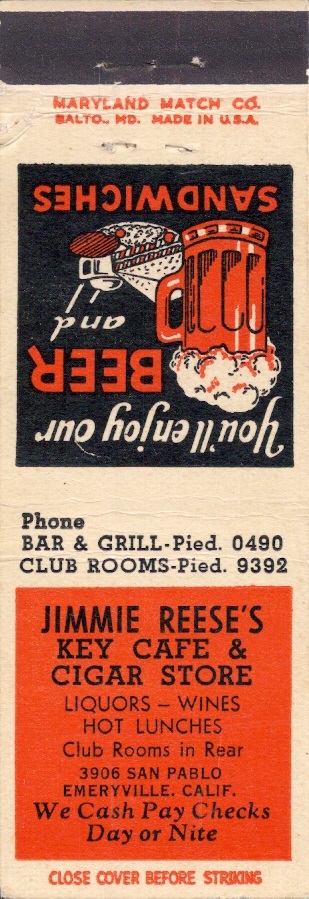 MARYLAND MATCH CO.
BALTO., MD. MADE IN U.S.A.
You'll enjoy our
BEER
and
SANDWICHES
Phone
BAR & GRILL-Pied. 0490
CLUB ROOMS-Pied. 9392
JIMMIE REESE'S
KEY CAFE &
CIGAR STORE
LIQUORS – WINES
HOT LUNCHES
Club Rooms in Rear
3906 SAN PABLO
EMERYVILLE, CALIF.
We Cash Pay Checks
Day or Nite
CLOSE COVER BEFORE STRIKING